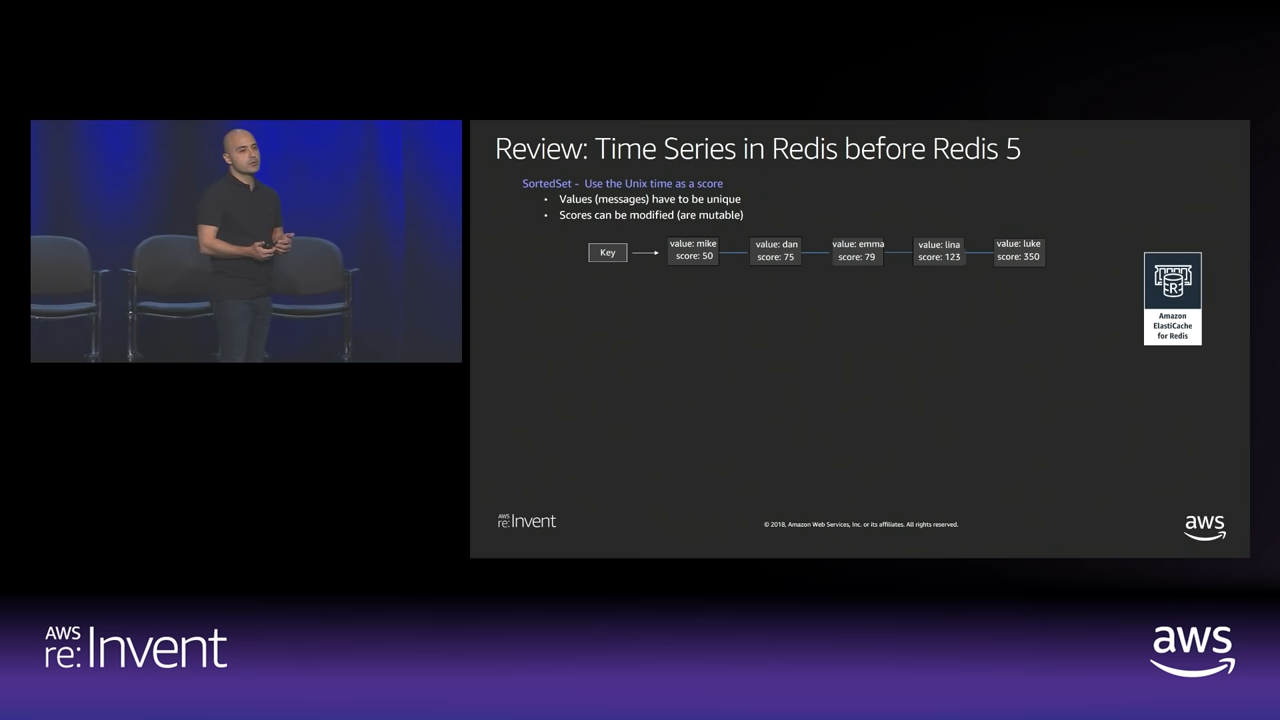 Review: Time Series in Redis before Redis 5
SortedSet - Use the Unix time as a score
• Values (messages) have to be unique
• Scores can be modified (are mutable)
Key
value: mike
score: 50
value: dan
score: 75
value: emma
score: 79
value: lina
score: 123
value: luke
score: 350
R
Amazon
ElastiCache
for Redis
AWS
re:Invent
© 2018, Amazon Web Services, Inc. or its affiliates. All rights reserved.
aws
AWS
re:Invent
aws